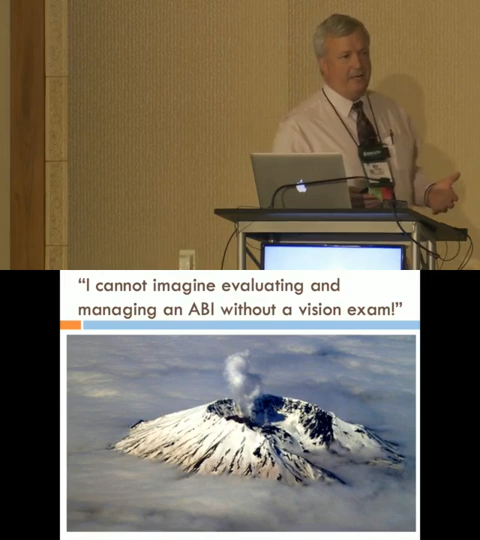 “I cannot imagine evaluating and
managing an ABI without a vision exam!”